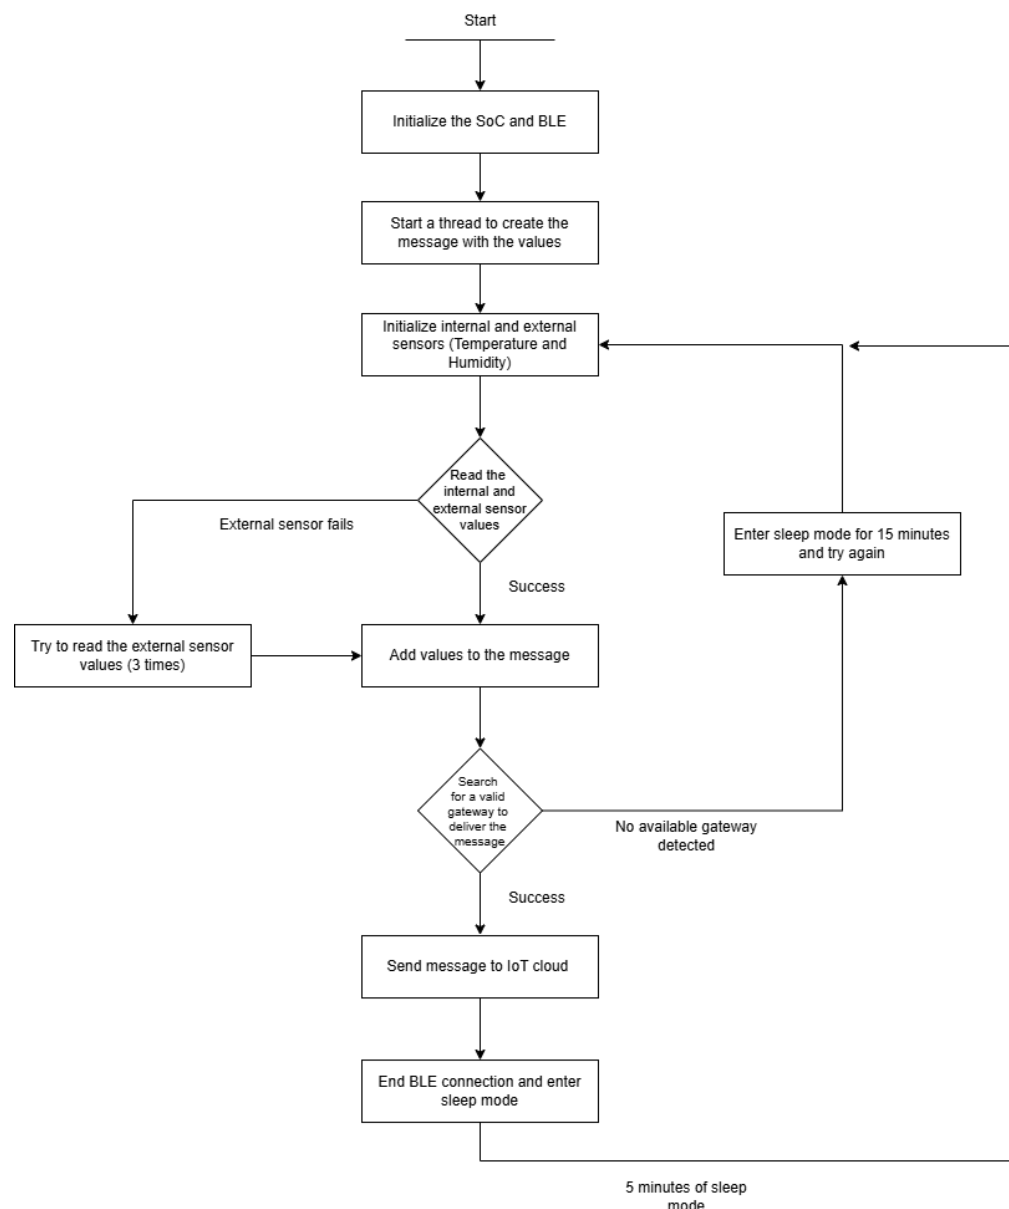 Start
Initialize the SoC and BLE
Start a thread to create the
message with the values
Initialize internal and external
sensors (Temperature and
Humidity)
Read the
internal and
external sensor
values
External sensor fails
Enter sleep mode for 15 minutes
and try again
Success
Try to read the external sensor
values (3 times)
Add values to the message
Search
for a valid
gateway to
deliver the
message
No available gateway
detected
Success
Send message to IoT cloud
End BLE connection and enter
sleep mode
5 minutes of sleep
mode